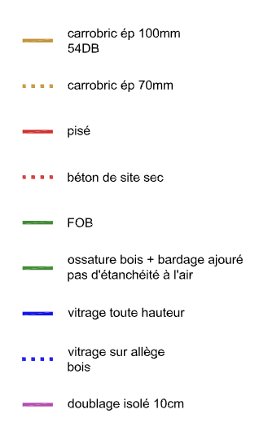 carrobric ép 100mm
54DB
carrobric ép 70mm
pisé
béton de site sec
FOB
ossature bois + bardage ajouré
pas d'étanchéité à l'air
vitrage toute hauteur
vitrage sur allège
bois
doublage isolé 10cm